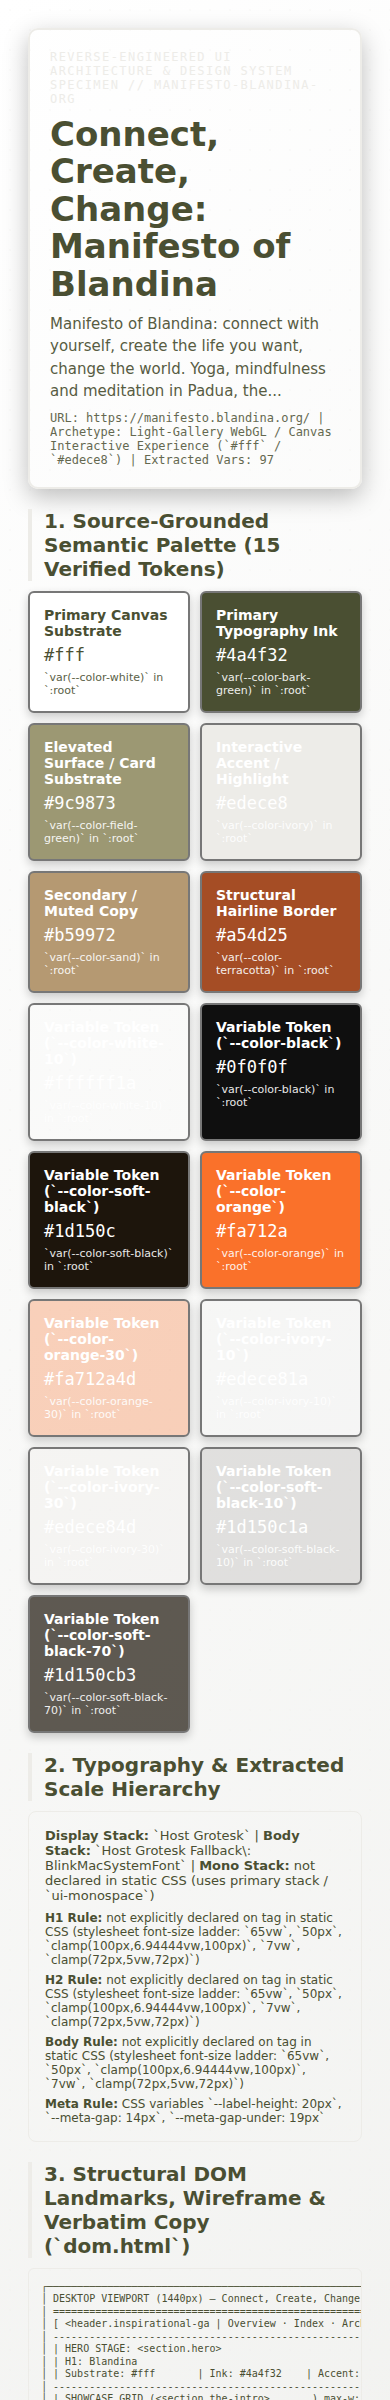 REVERSE-ENGINEERED UI
ARCHITECTURE & DESIGN SYSTEM
SPECIMEN // MANIFESTO-BLANDINA-
ORG
Connect,
Create,
Change:
Manifesto of
Blandina
Manifesto of Blandina: connect with
yourself, create the life you want,
change the world. Yoga, mindfulness
and meditation in Padua, the...
URL: https://manifesto.blandina.org/ |
Archetype: Light-Gallery WebGL / Canvas
Interactive Experience (`#fff` /
`#edece8`) | Extracted Vars: 97
1. Source-Grounded
Semantic Palette (15
Verified Tokens)
Primary Canvas
Substrate
#fff
`var(--color-white)` in
`:root`
Primary
Typography Ink
#4a4f32
`var(--color-bark-
green)` in `:root`
Elevated
Surface / Card
Substrate
#9c9873
`var(--color-field-
green)` in `:root`
Interactive
Accent /
Highlight
#edece8
`var(--color-ivory)` in
`:root`
Secondary /
Muted Copy
#b59972
`var(--color-sand)` in
`:root`
Structural
Hairline Border
#a54d25
`var(--color-
terracotta)` in `:root`
Variable Token
(`--color-white-
10`)
#ffffff1a
Variable Token
(`--color-black`)
#0f0f0f
`var(--color-black)` in
`:root`
Variable Token
(`--color-soft-
black`)
#1d150c
`var(--color-soft-black)`
in `:root`
Variable Token
(`--color-
orange`)
#fa712a
`var(--color-orange)` in
`:root`
Variable Token
(`--color-
orange-30`)
#fa712a4d
`var(--color-orange-
30)` in `:root`
Variable Token
(`--color-ivory-
10`)
#edece81a
`var(--color-ivory-10)`
in `:root`
Variable Token
(`--color-ivory-
30`)
#edece84d
`var(--color-ivory-30)`
in `:root`
Variable Token
(`--color-soft-
black-10`)
#1d150c1a
`var(--color-soft-black-
10)` in `:root`
Variable Token
(`--color-soft-
black-70`)
#1d150cb3
`var(--color-soft-black-
70)` in `:root`
2. Typography & Extracted
Scale Hierarchy
Display Stack: `Host Grotesk` | Body
Stack: `Host Grotesk Fallback\:
BlinkMacSystemFont` | Mono Stack: not
declared in static CSS (uses primary stack /
`ui-monospace`)
H1 Rule: not explicitly declared on tag in static
CSS (stylesheet font-size ladder: `65vw`, `50px`,
`clamp(100px,6.94444vw,100px)`, `7vw`,
`clamp(72px,5vw,72px)`)
H2 Rule: not explicitly declared on tag in static
CSS (stylesheet font-size ladder: `65vw`, `50px`,
`clamp(100px,6.94444vw,100px)`, `7vw`,
`clamp(72px,5vw,72px)`)
Body Rule: not explicitly declared on tag in
static CSS (stylesheet font-size ladder: `65vw`,
`50px`, `clamp(100px,6.94444vw,100px)`,
`7vw`, `clamp(72px,5vw,72px)`)
Meta Rule: CSS variables `--label-height: 20px`,
`--meta-gap: 14px`, `--meta-gap-under: 19px`
3. Structural DOM
Landmarks, Wireframe &
Verbatim Copy
(`dom.html`)
DESKTOP VIEWPORT (1440px) — Connect, Create, Change
[ <header.inspirational-ga | Overview · Index · Arc
HERO STAGE: <section.hero>
H1: Blandina
Substrate: #fff | Ink: #4a4f32 | Accent:
SHOWCASE GRID (<section.the-intro> ) max-w: